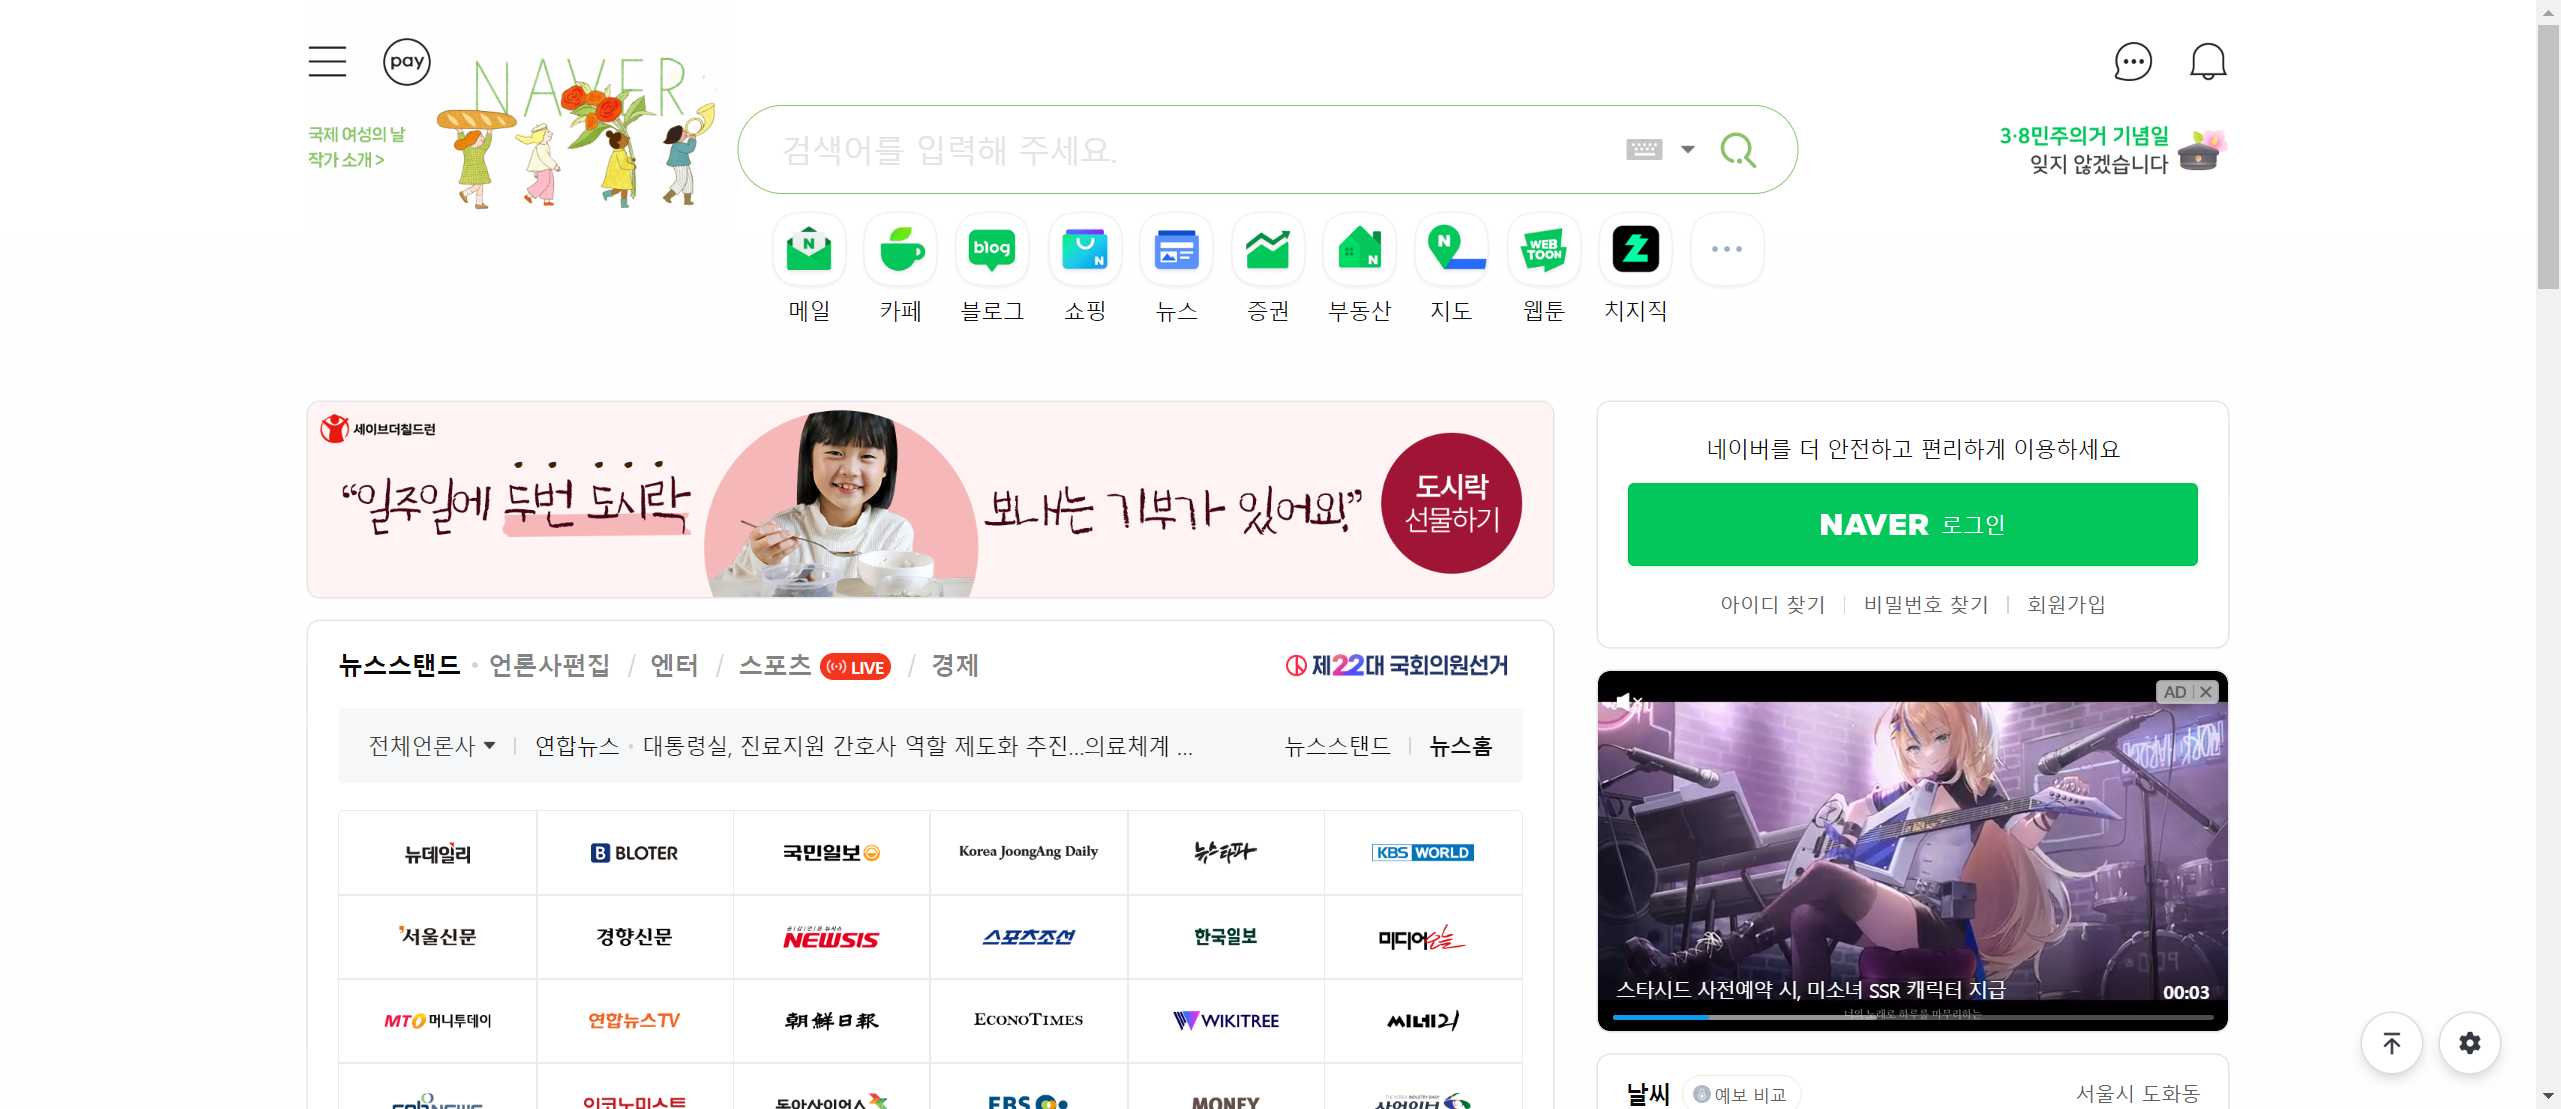 pay
NAVER
국제 여성의 날
작가 소개 >
검색어를 입력해 주세요.
3·8민주의거 기념일
잊지 않겠습니다
메일
카페
blog
블로그
쇼핑
뉴스
증권
부동산
지도
WEB
TOON
웹툰
치지직
세이브더칠드런
“일주일에 두번 도시락 보내는 기부가 있어요!”
도시락
선물하기
네이버를 더 안전하고 편리하게 이용하세요
NAVER 로그인
아이디 찾기 | 비밀번호 찾기 | 회원가입
뉴스스탠드 · 언론사편집 / 엔터 / 스포츠 LIVE / 경제
제22대 국회의원선거
전체언론사 | 연합뉴스 · 대통령실, 진료지원 간호사 역할 제도화 추진...의료체계 ...
뉴스스탠드 | 뉴스홈
뉴데일리
B BLOTER
국민일보
Korea JoongAng Daily
뉴스타파
KBS WORLD
서울신문
경향신문
NEWSIS
스포츠조선
한국일보
미디어오늘
MTO 머니투데이
연합뉴스TV
朝鮮日報
ECONOTIMES
WIKITREE
씨네21
이코노미스트
동아사이언스
EBS
MONEY
산업일보
AD
스타시드 사전예약 시, 미소녀 SSR 캐릭터 지급
00:03
너의 노래로 하루를 마무리하는
날씨
예보 비교
서울시 도화동